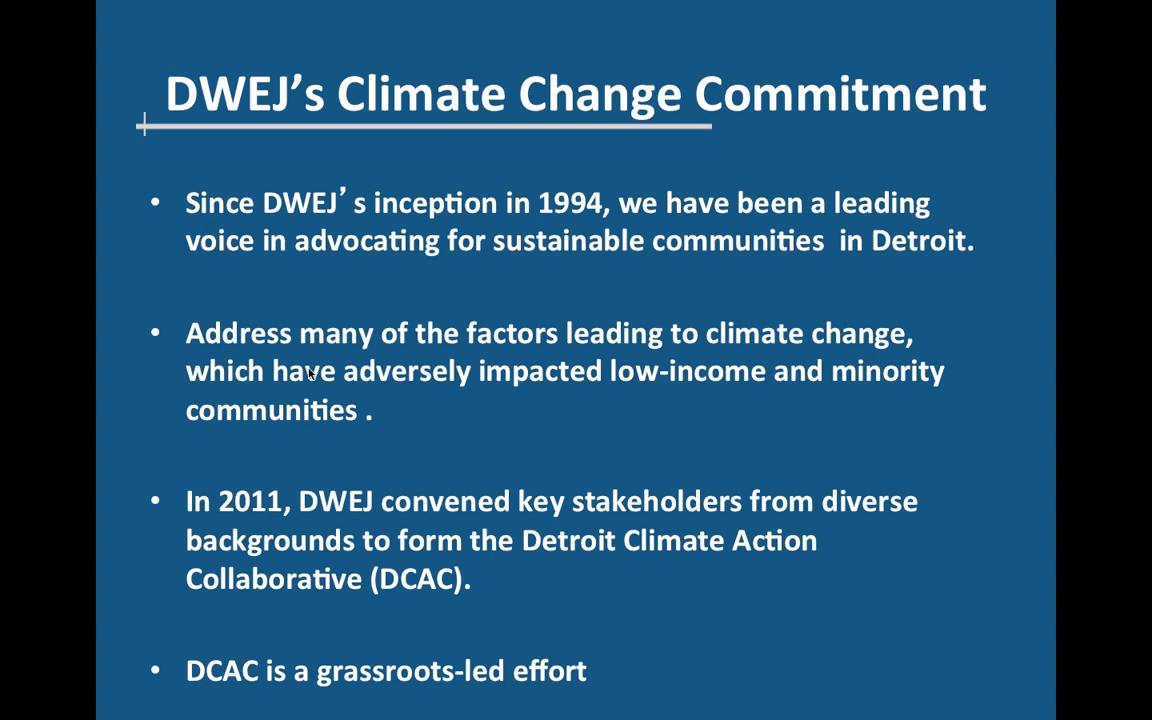 DWEJ’s Climate Change Commitment
• Since DWEJ’s inception in 1994, we have been a leading
voice in advocating for sustainable communities  in Detroit.
• Address many of the factors leading to climate change,
which have adversely impacted low-income and minority
communities .
• In 2011, DWEJ convened key stakeholders from diverse
backgrounds to form the Detroit Climate Action
Collaborative (DCAC).
• DCAC is a grassroots-led effort